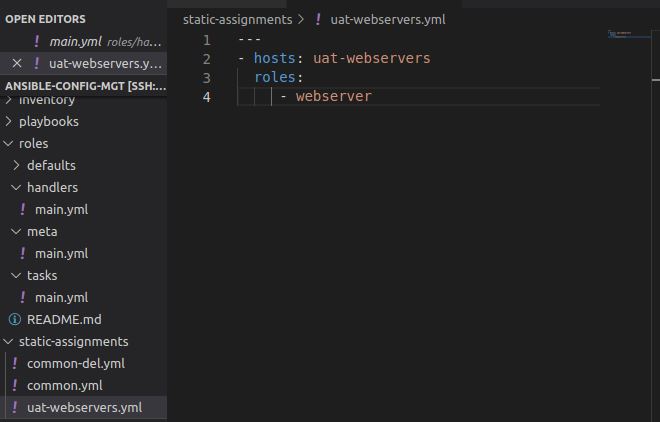 OPEN EDITORS
! main.yml roles/ha...
! uat-webservers.y...
ANSIBLE-CONFIG-MGT [SSH:...
inventory
playbooks
roles
defaults
handlers
! main.yml
meta
! main.yml
tasks
! main.yml
README.md
static-assignments
! common-del.yml
! common.yml
! uat-webservers.yml
static-assignments > ! uat-webservers.yml
1 ---
2 - hosts: uat-webservers
3   roles:
4      - webserver